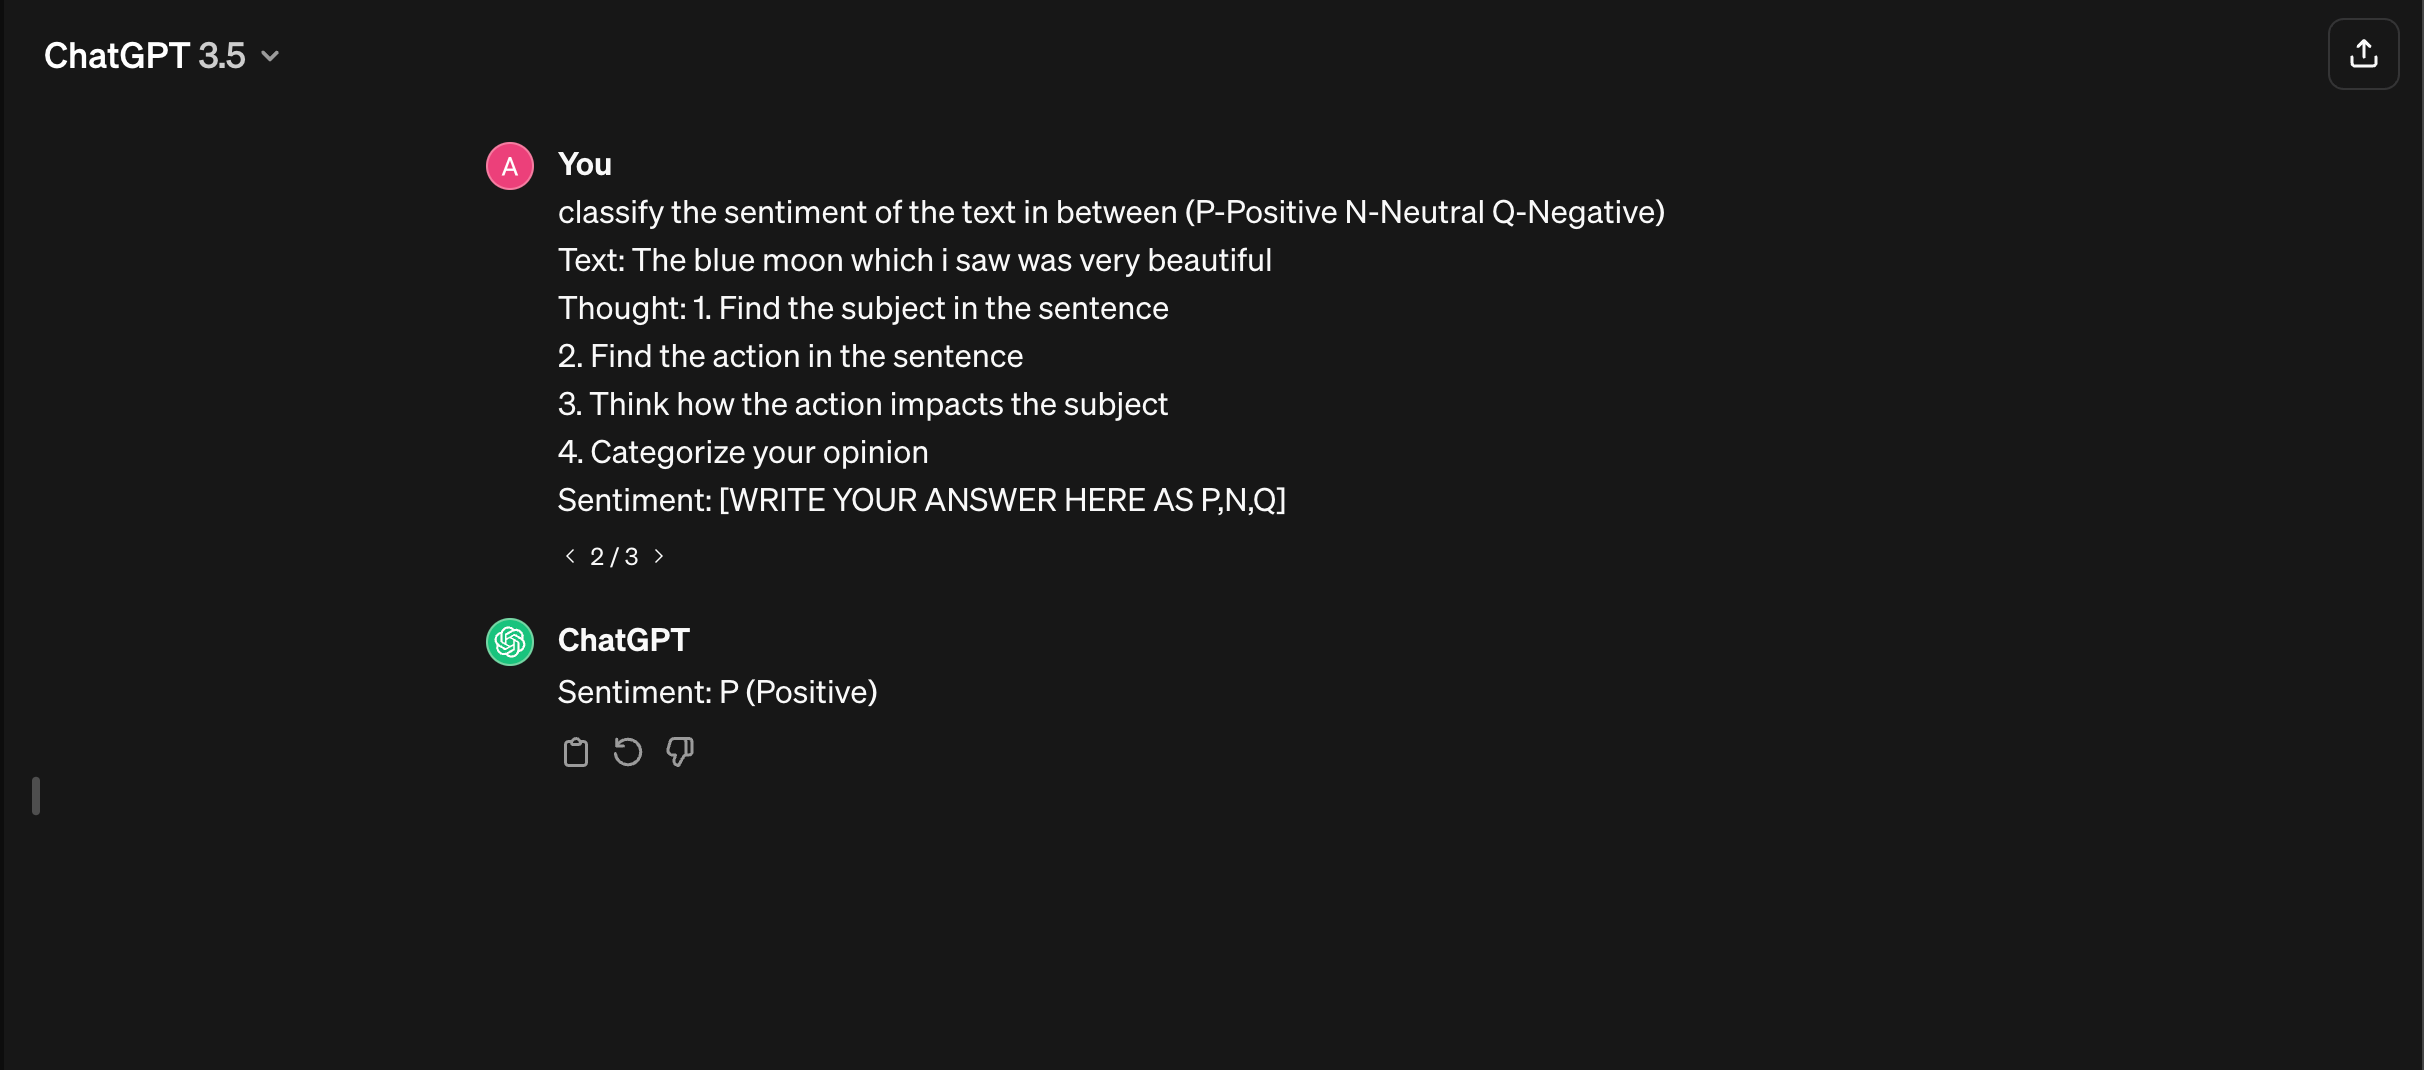 ChatGPT 3.5
A
You
classify the sentiment of the text in between (P-Positive N-Neutral Q-Negative)
Text: The blue moon which i saw was very beautiful
Thought: 1. Find the subject in the sentence
2. Find the action in the sentence
3. Think how the action impacts the subject
4. Categorize your opinion
Sentiment: [WRITE YOUR ANSWER HERE AS P,N,Q]
2 / 3
ChatGPT
Sentiment: P (Positive)